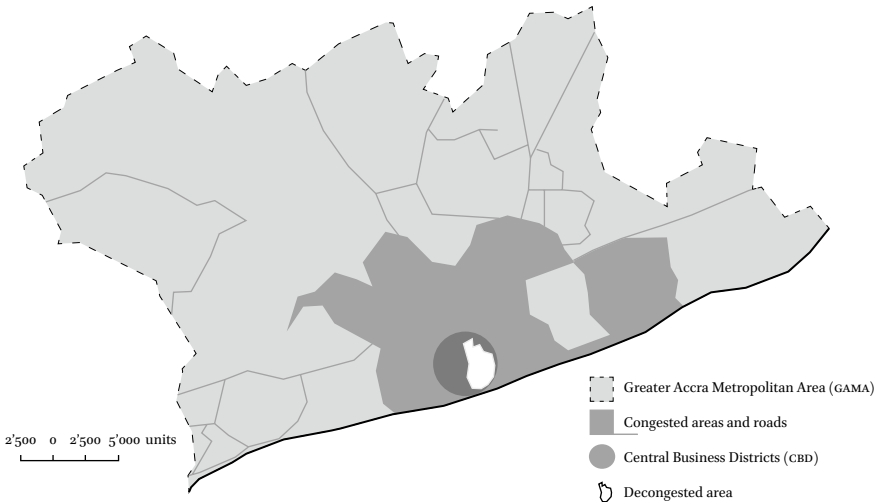 Greater Accra Metropolitan Area (GAMA)
Congested areas and roads
2'500 0 2'500 5'000 units
Central Business Districts (CBD)
Decongested area